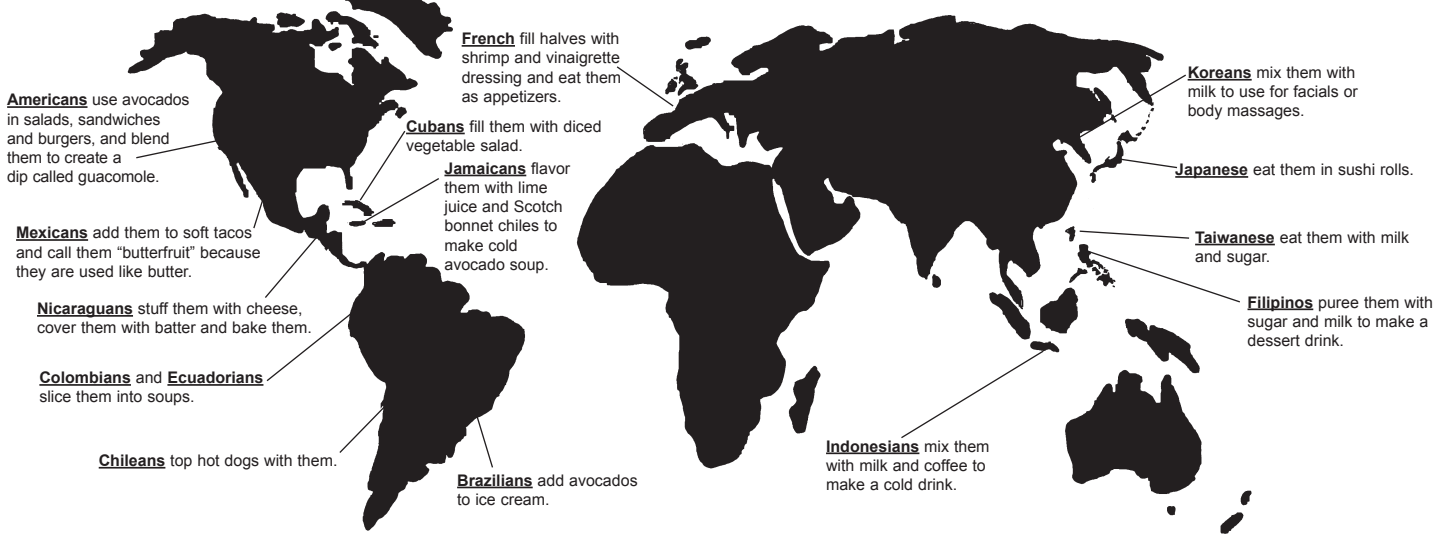 French fill halves with
shrimp and vinaigrette
dressing and eat them
as appetizers.
Americans use avocados
in salads, sandwiches
and burgers, and blend
them to create a
dip called guacomole.
Cubans fill them with diced
vegetable salad.
Jamaicans flavor
them with lime
juice and Scotch
bonnet chiles to
make cold
avocado soup.
Mexicans add them to soft tacos
and call them “butterfruit” because
they are used like butter.
Nicaraguans stuff them with cheese,
cover them with batter and bake them.
Colombians and Ecuadorians
slice them into soups.
Chileans top hot dogs with them.
Brazilians add avocados
to ice cream.
Koreans mix them with
milk to use for facials or
body massages.
Japanese eat them in sushi rolls.
Taiwanese eat them with milk
and sugar.
Filipinos puree them with
sugar and milk to make a
dessert drink.
Indonesians mix them
with milk and coffee to
make a cold drink.